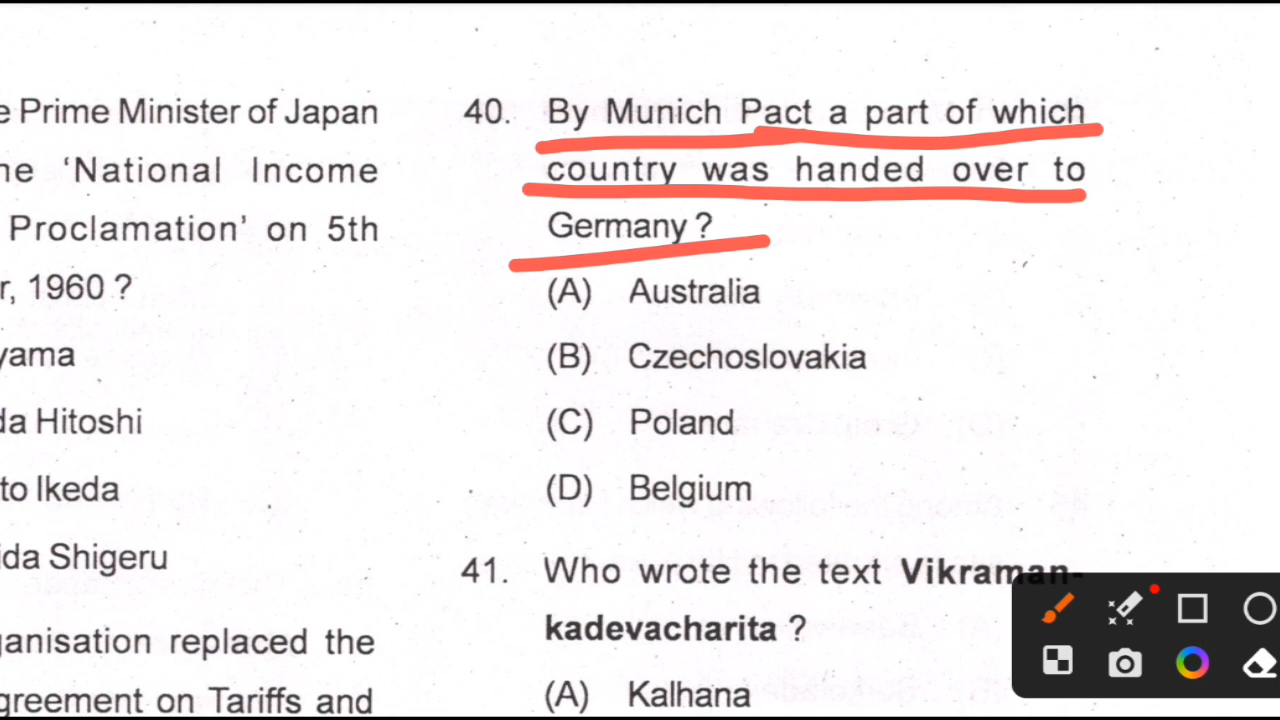 e Prime Minister of Japan
ne ‘National Income
Proclamation’ on 5th
r, 1960 ?
yama
da Hitoshi
to Ikeda
ida Shigeru
ganisation replaced the
greement on Tariffs and
40. By Munich Pact a part of which
country was handed over to
Germany ?
(A) Australia
(B) Czechoslovakia
(C) Poland
(D) Belgium
41. Who wrote the text Vikraman-
kadevacharita ?
(A) Kalhana